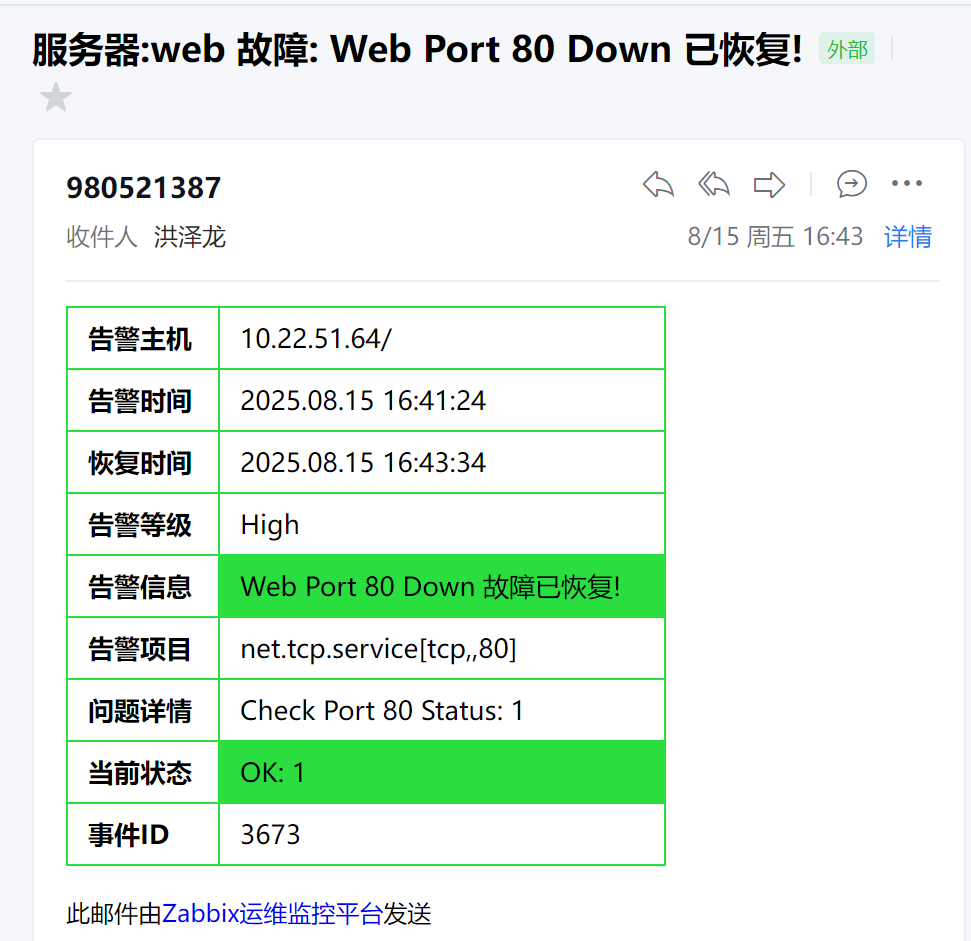 服务器:web 故障: Web Port 80 Down 已恢复! 外部
980521387
收件人 洪泽龙 8/15 周五 16:43 详情
告警主机 10.22.51.64/
告警时间 2025.08.15 16:41:24
恢复时间 2025.08.15 16:43:34
告警等级 High
告警信息 Web Port 80 Down 故障已恢复!
告警项目 net.tcp.service[tcp,,80]
问题详情 Check Port 80 Status: 1
当前状态 OK: 1
事件ID 3673
此邮件由Zabbix运维监控平台发送